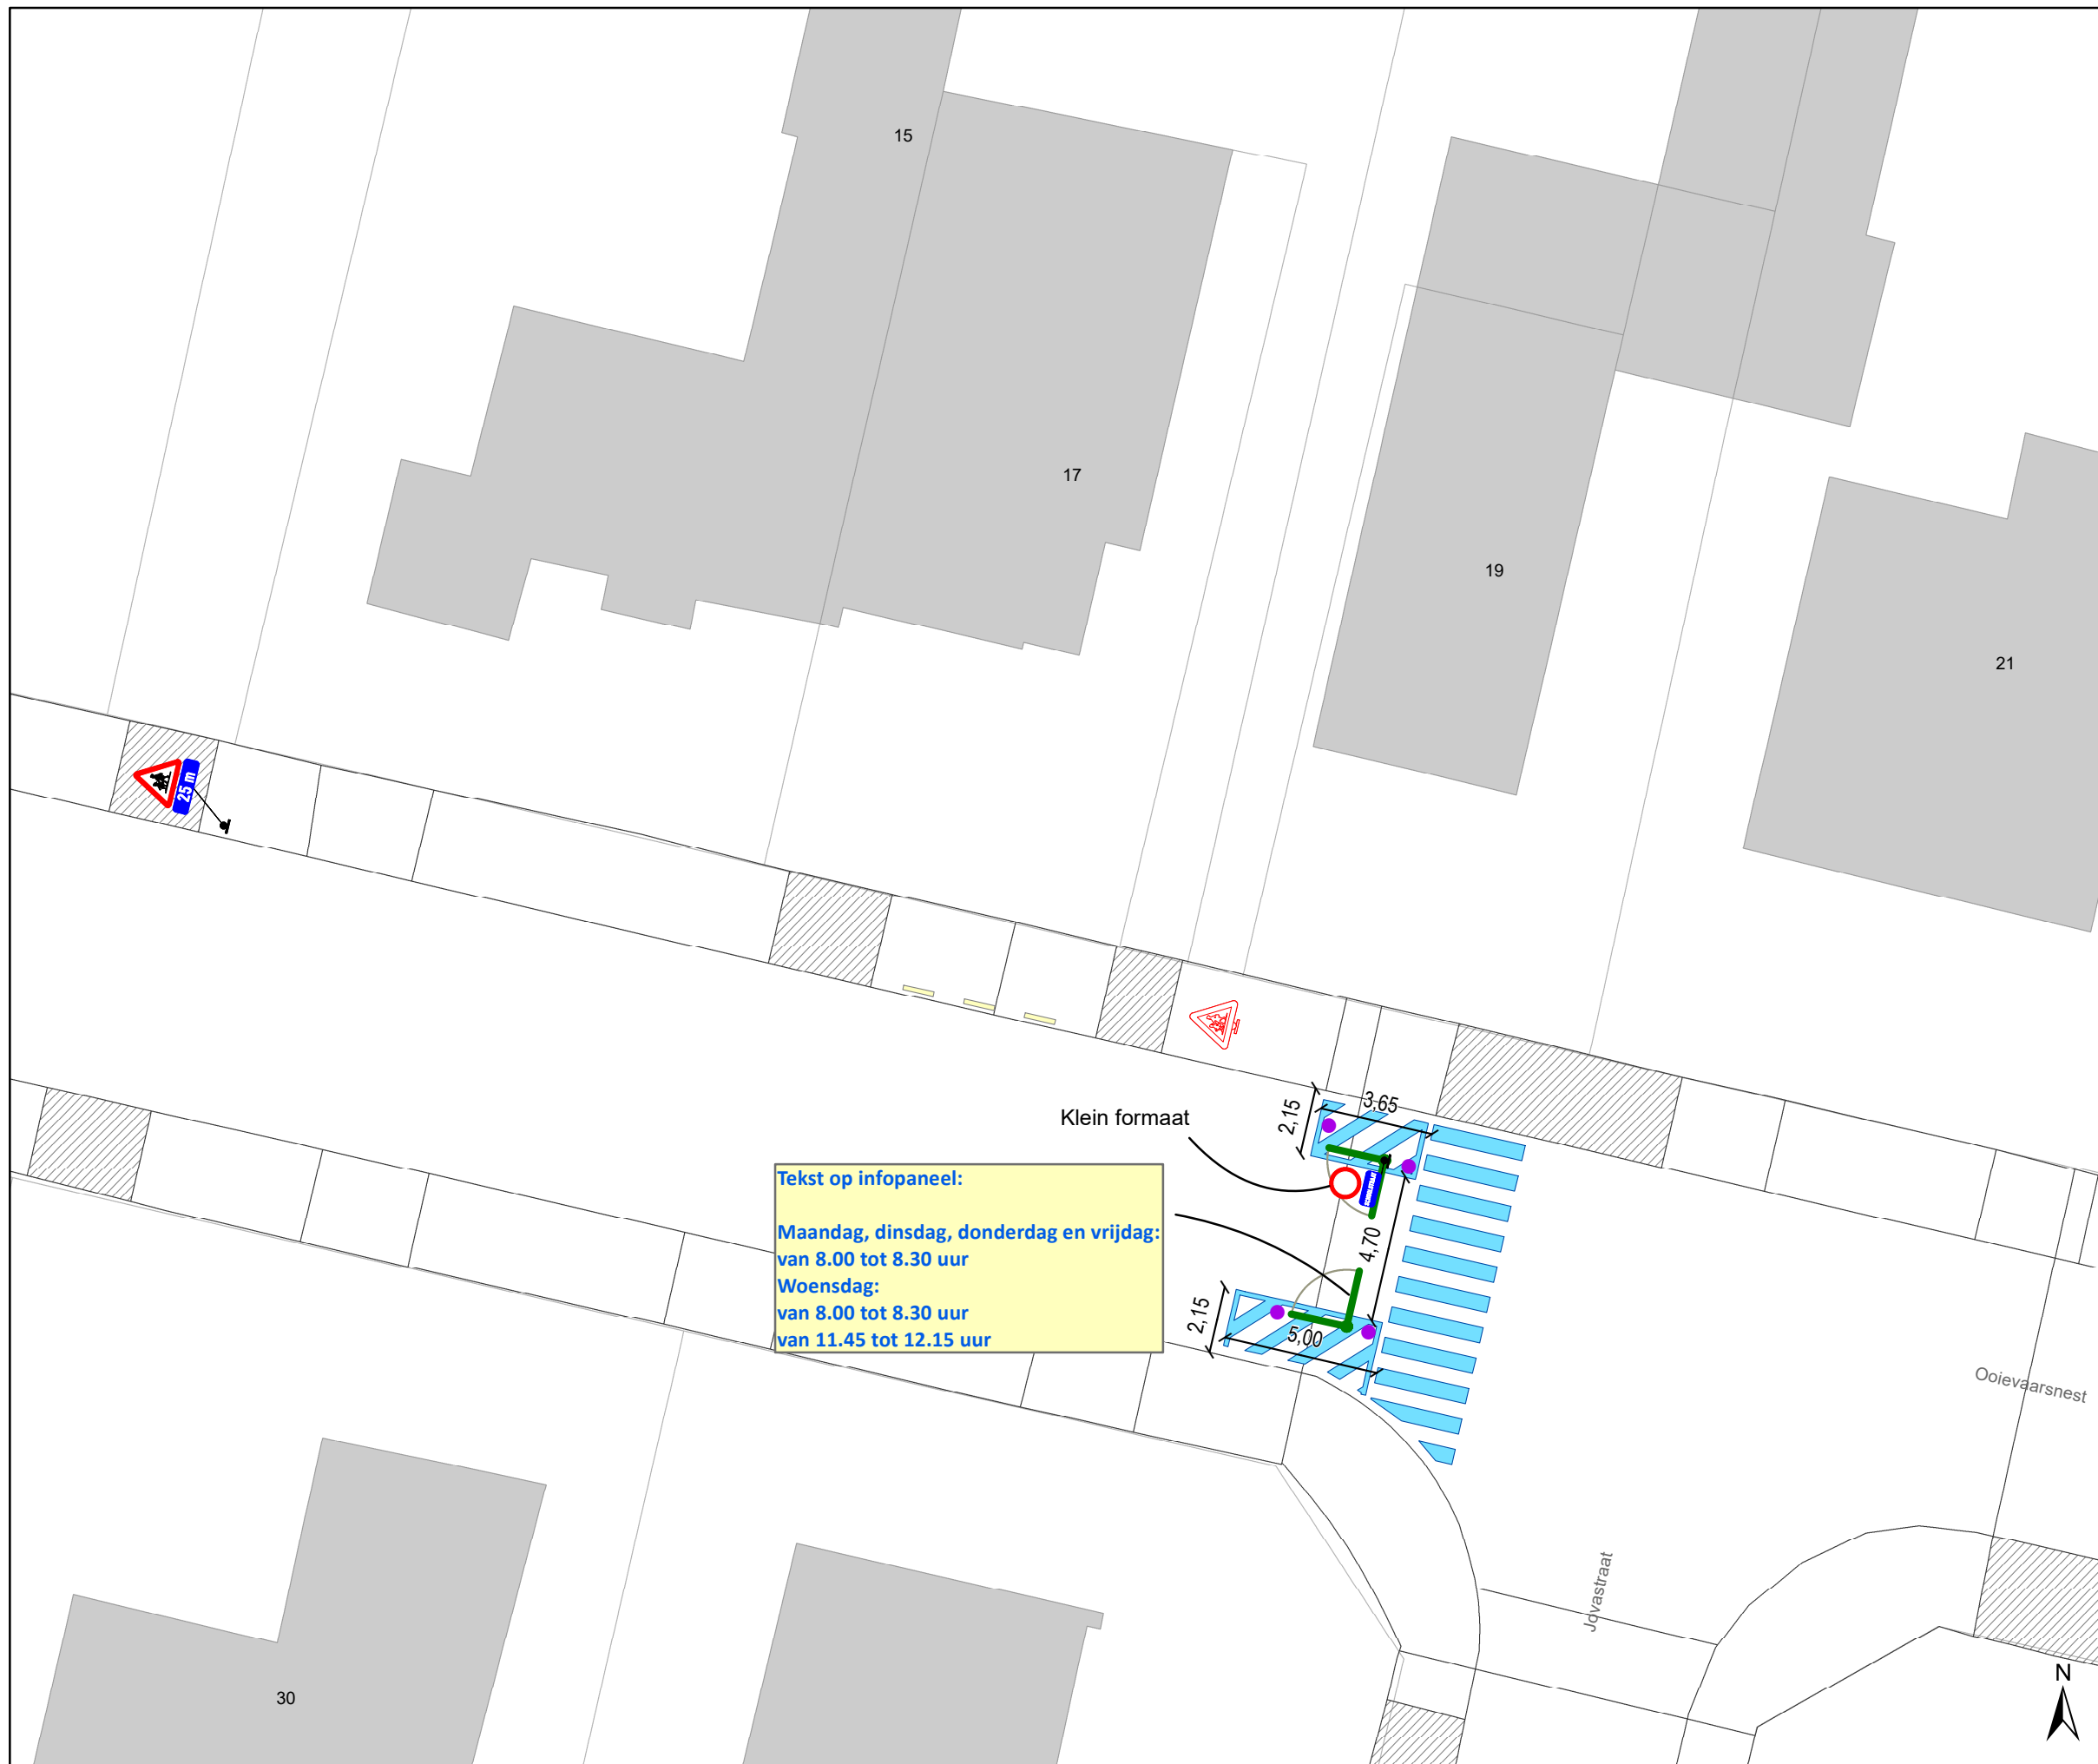 15
17
19
21
25 m
Klein formaat
2,15
3,65
4,70
Tekst op infopaneel:
Maandag, dinsdag, donderdag en vrijdag:
van 8.00 tot 8.30 uur
Woensdag:
van 8.00 tot 8.30 uur
van 11.45 tot 12.15 uur
2,15
5,00
Ooievaarsnest
Jovastraat
30
N